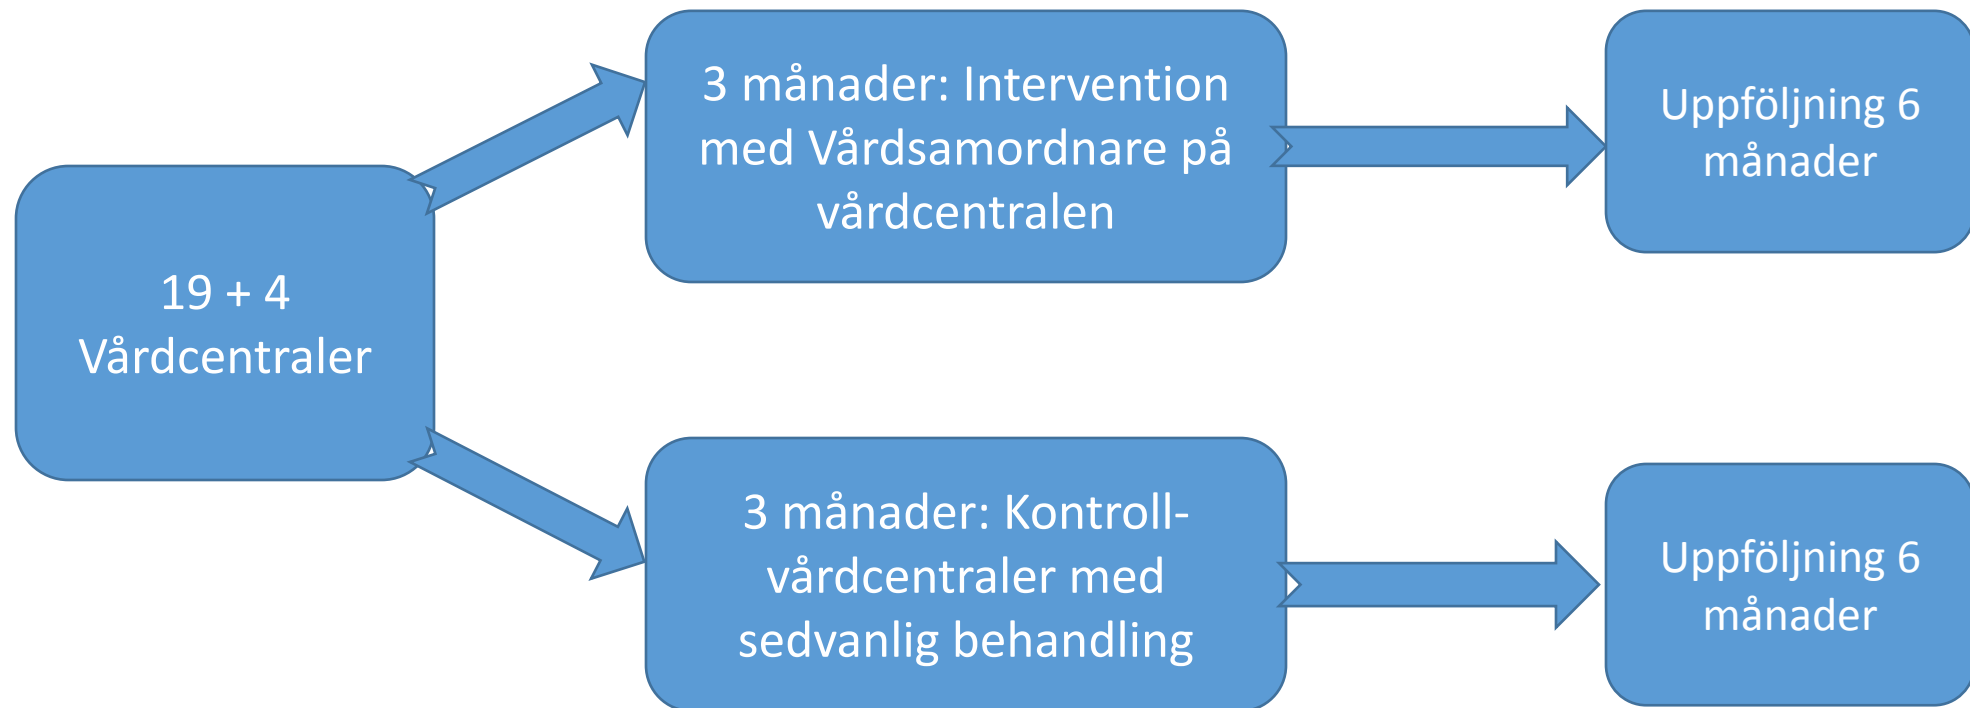 19 + 4
Vårdcentraler
3 månader: Intervention
med Vårdsamordnare på
vårdcentralen
Uppföljning 6
månader
3 månader: Kontroll-
vårdcentraler med
sedvanlig behandling
Uppföljning 6
månader